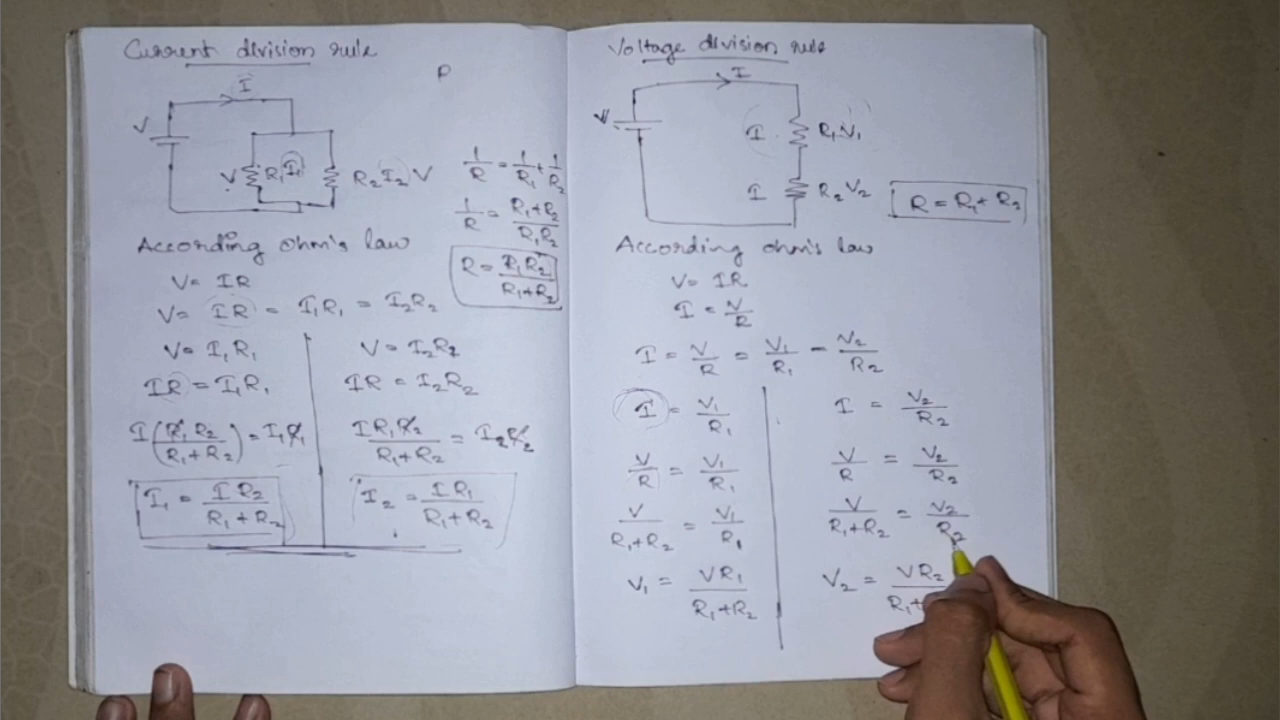 Current division rule
P
I
V
V R₁ I₁
R₂ I₂ V
1/R = 1/R₁ + 1/R₂
1/R = R₁+R₂/R₁R₂
R = R₁R₂/R₁+R₂
According ohm's law
V = IR
V = IR = I₁R₁ = I₂R₂
V = I₁R₁
V = I₂R₂
IR = I₁R₁
IR = I₂R₂
I(R₁R₂/R₁+R₂) = I₁R₁
IR₁R₂/R₁+R₂ = I₂R₂
I₁ = IR₂/R₁+R₂
I₂ = IR₁/R₁+R₂
Voltage division rule
I
V
I R₁ V₁
I R₂ V₂
R = R₁+R₂
According ohm's law
V = IR
I = V/R
I = V/R = V₁/R₁ = V₂/R₂
I = V₁/R₁
I = V₂/R₂
V/R = V₁/R₁
V/R = V₂/R₂
V/R₁+R₂ = V₁/R₁
V/R₁+R₂ = V₂/R₂
V₁ = VR₁/R₁+R₂
V₂ = VR₂/R₁+